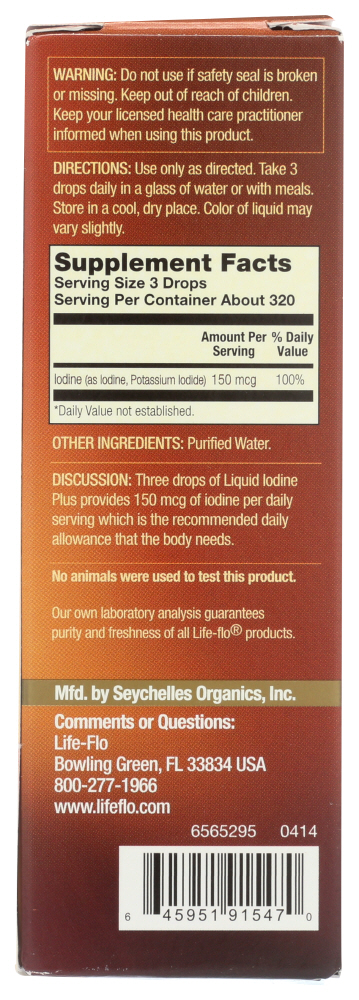 WARNING: Do not use if safety seal is broken
or missing. Keep out of reach of children.
Keep your licensed health care practitioner
informed when using this product.
DIRECTIONS: Use only as directed. Take 3
drops daily in a glass of water or with meals.
Store in a cool, dry place. Color of liquid may
vary slightly.
Supplement Facts
Serving Size 3 Drops
Serving Per Container About 320
Amount Per % Daily
Serving Value
Iodine (as Iodine, Potassium Iodide) 150 mcg 100%
*Daily Value not established.
OTHER INGREDIENTS: Purified Water.
DISCUSSION: Three drops of Liquid Iodine
Plus provides 150 mcg of iodine per daily
serving which is the recommended daily
allowance that the body needs.
No animals were used to test this product.
Our own laboratory analysis guarantees
purity and freshness of all Life-flo® products.
Mfd. by Seychelles Organics, Inc.
Comments or Questions:
Life-Flo
Bowling Green, FL 33834 USA
800-277-1966
www.lifeflo.com
6565295 0414
6 45951 91547 0